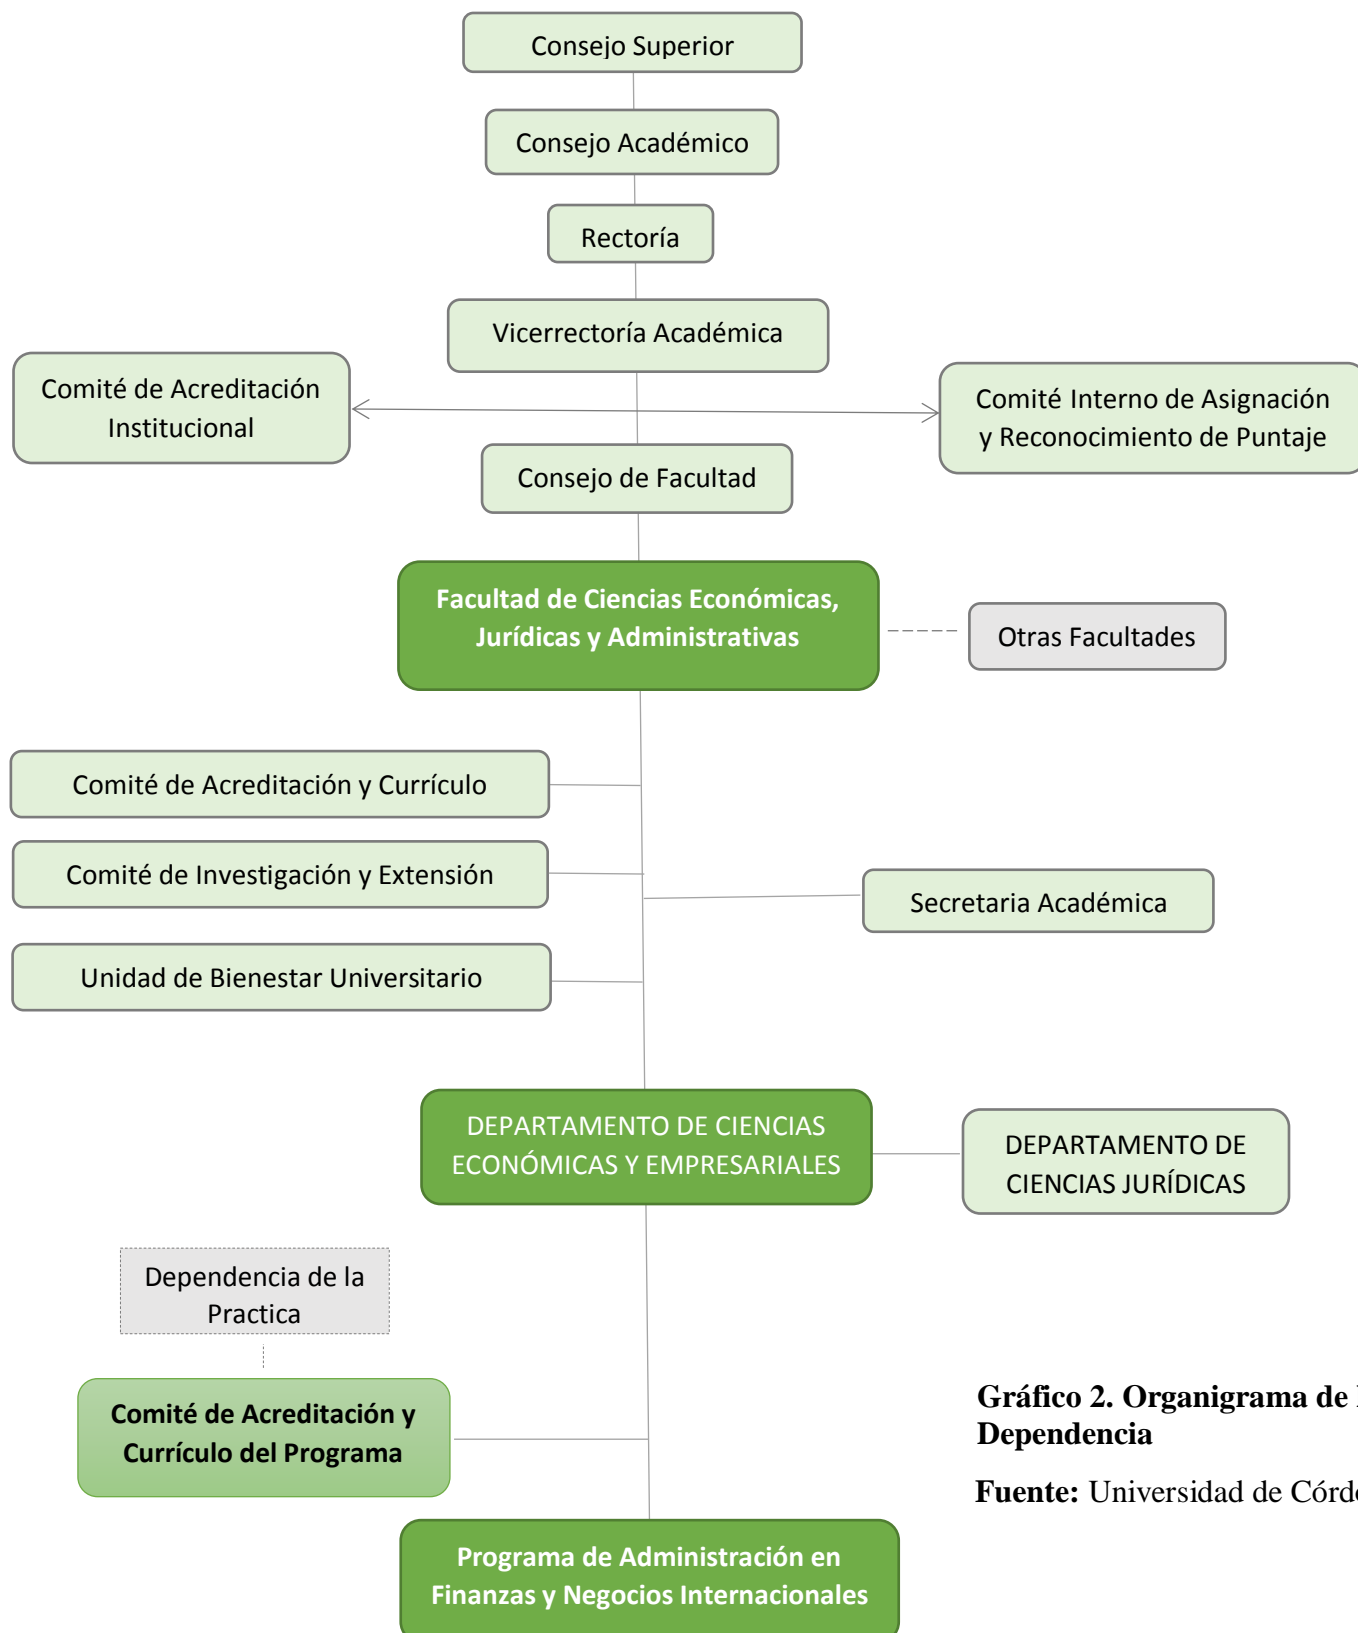 Consejo Superior
Consejo Académico
Rectoría
Vicerrectoría Académica
Comité de Acreditación
Institucional
Comité Interno de Asignación
y Reconocimiento de Puntaje
Consejo de Facultad
Facultad de Ciencias Económicas,
Jurídicas y Administrativas
Otras Facultades
Comité de Acreditación y Currículo
Comité de Investigación y Extensión
Secretaria Académica
Unidad de Bienestar Universitario
DEPARTAMENTO DE CIENCIAS
ECONÓMICAS Y EMPRESARIALES
DEPARTAMENTO DE
CIENCIAS JURÍDICAS
Dependencia de la
Practica
Comité de Acreditación y
Currículo del Programa
Gráfico 2. Organigrama de
Dependencia
Fuente: Universidad de
Programa de Administración en
Finanzas y Negocios Internacionales